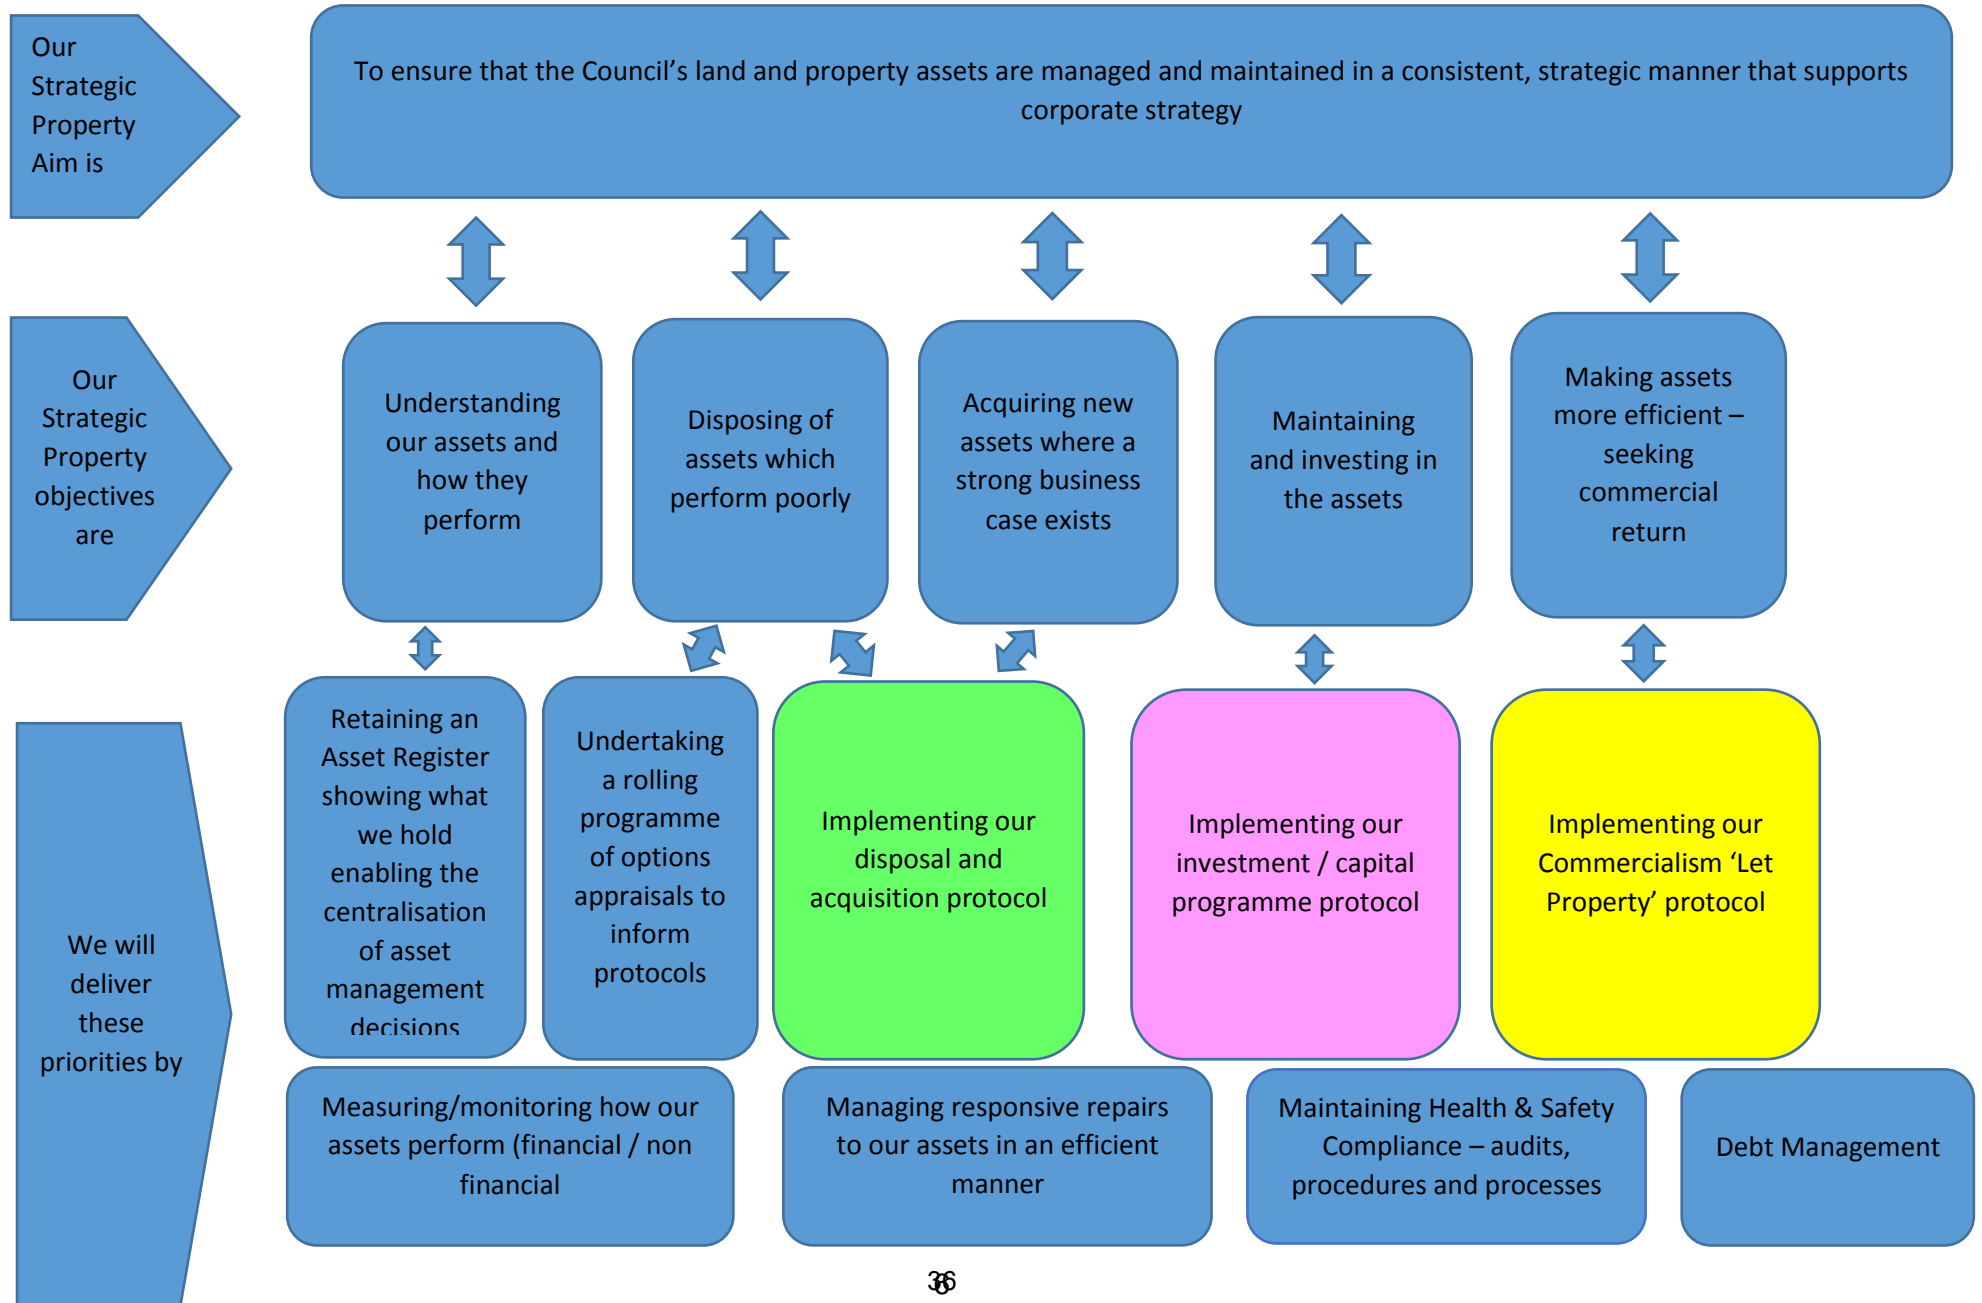 Our
Strategic
Property
Aim is
To ensure that the Council’s land and property assets are managed and maintained in a consistent, strategic manner that supports
corporate strategy
Our
Strategic
Property
objectives
are
Understanding
our assets and
how they
perform
Disposing of
assets which
perform poorly
Acquiring new
assets where a
strong business
case exists
Maintaining
and investing in
the assets
Making assets
more efficient –
seeking
commercial
return
We will
deliver
these
priorities by
Retaining an
Asset Register
showing what
we hold
enabling the
centralisation
of asset
management
decisions
Undertaking
a rolling
programme
of options
appraisals to
inform
protocols
Implementing our
disposal and
acquisition protocol
Implementing our
investment / capital
programme protocol
Implementing our
Commercialism ‘Let
Property’ protocol
Measuring/monitoring how our
assets perform (financial / non
financial
Managing responsive repairs
to our assets in an efficient
manner
Maintaining Health & Safety
Compliance – audits,
procedures and processes
Debt Management